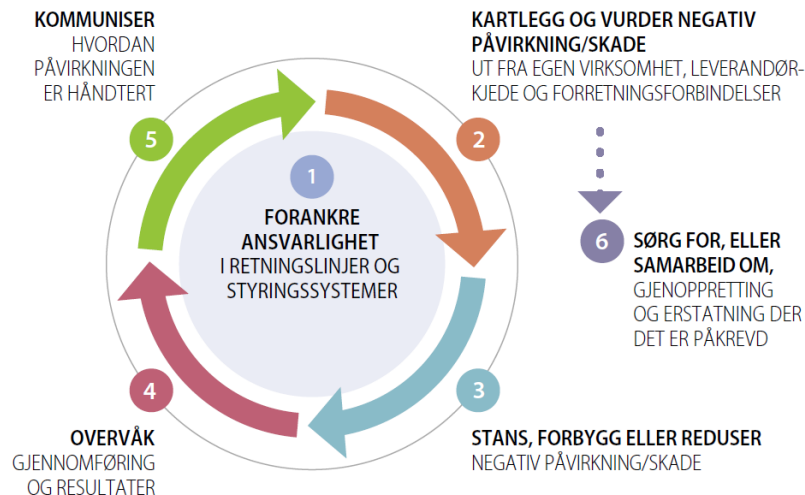 KOMMUNISER
HVORDAN
PÅVIRKNINGEN
ER HÅNDTERT
5
KARTLEGG OG VURDER NEGATIV
PÅVIRKNING/SKADE
UT FRA EGEN VIRKSOMHET, LEVERANDØR-
KJEDE OG FORRETNINGSFORBINDELSER
2
1
FORANKRE
ANSVARLIGHET
I RETNINGSLINJER OG
STYRINGSSYSTEMER
6
SØRG FOR, ELLER
SAMARBEID OM,
GJENOPPRETTING
OG ERSTATNING DER
DET ER PÅKREVD
4
OVERVÅK
GJENNOMFØRING
OG RESULTATER
3
STANS, FORBYGG ELLER REDUSER
NEGATIV PÅVIRKNING/SKADE